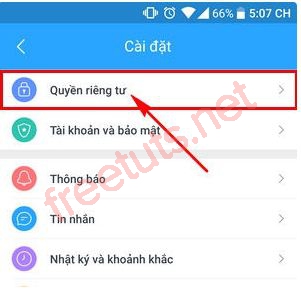 66% 5:07 CH
Cài đặt
Quyền riêng tư
Tài khoản và bảo mật
Thông báo
Tin nhắn
Nhật ký và khoảnh khắc
freetuts.net